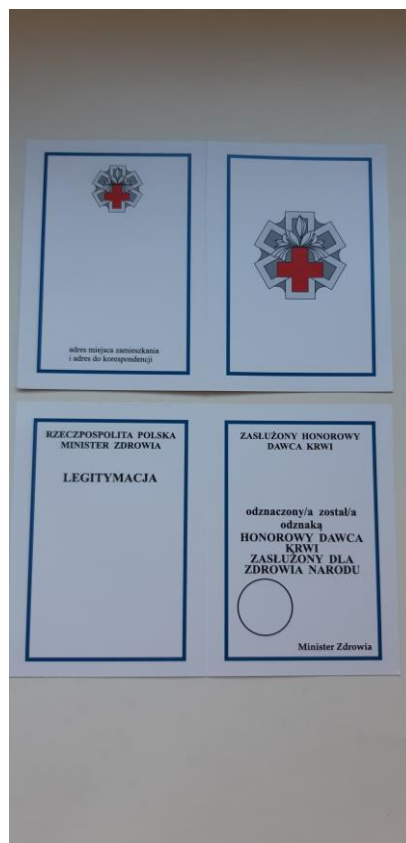 adres miejsca zamieszkania
i adres do korespondencji
RZECZPOSPOLITA POLSKA
MINISTER ZDROWIA
LEGITYMACJA
ZASŁUŻONY HONOROWY
DAWCA KRWI
odznaczony/a został/a
odznaką
HONOROWY DAWCA
KRWI
ZASŁUŻONY DLA
ZDROWIA NARODU
Minister Zdrowia